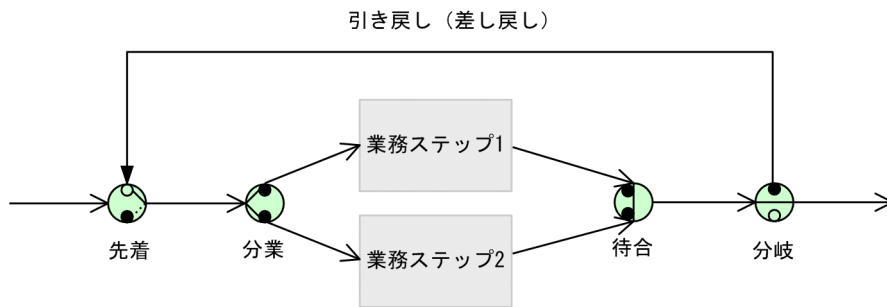 引き戻し（差し戻し）
業務ステップ1
業務ステップ2
先着
分業
待合
分岐